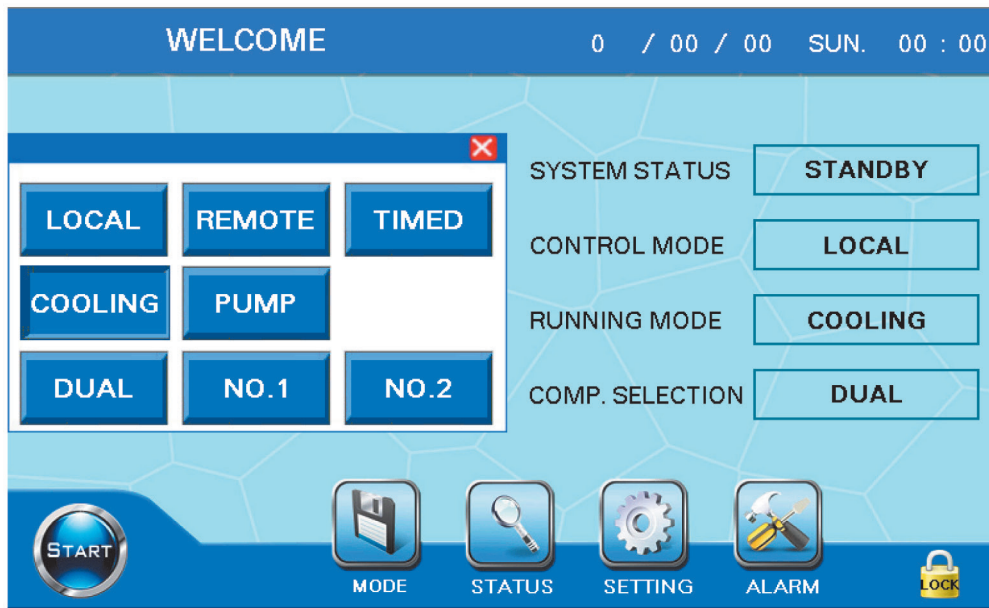 WELCOME 0 / 00 / 00 SUN. 00 : 00
LOCAL REMOTE TIMED
COOLING PUMP
DUAL NO.1 NO.2
SYSTEM STATUS STANDBY
CONTROL MODE LOCAL
RUNNING MODE COOLING
COMP. SELECTION DUAL
START
MODE STATUS SETTING ALARM
LOCK